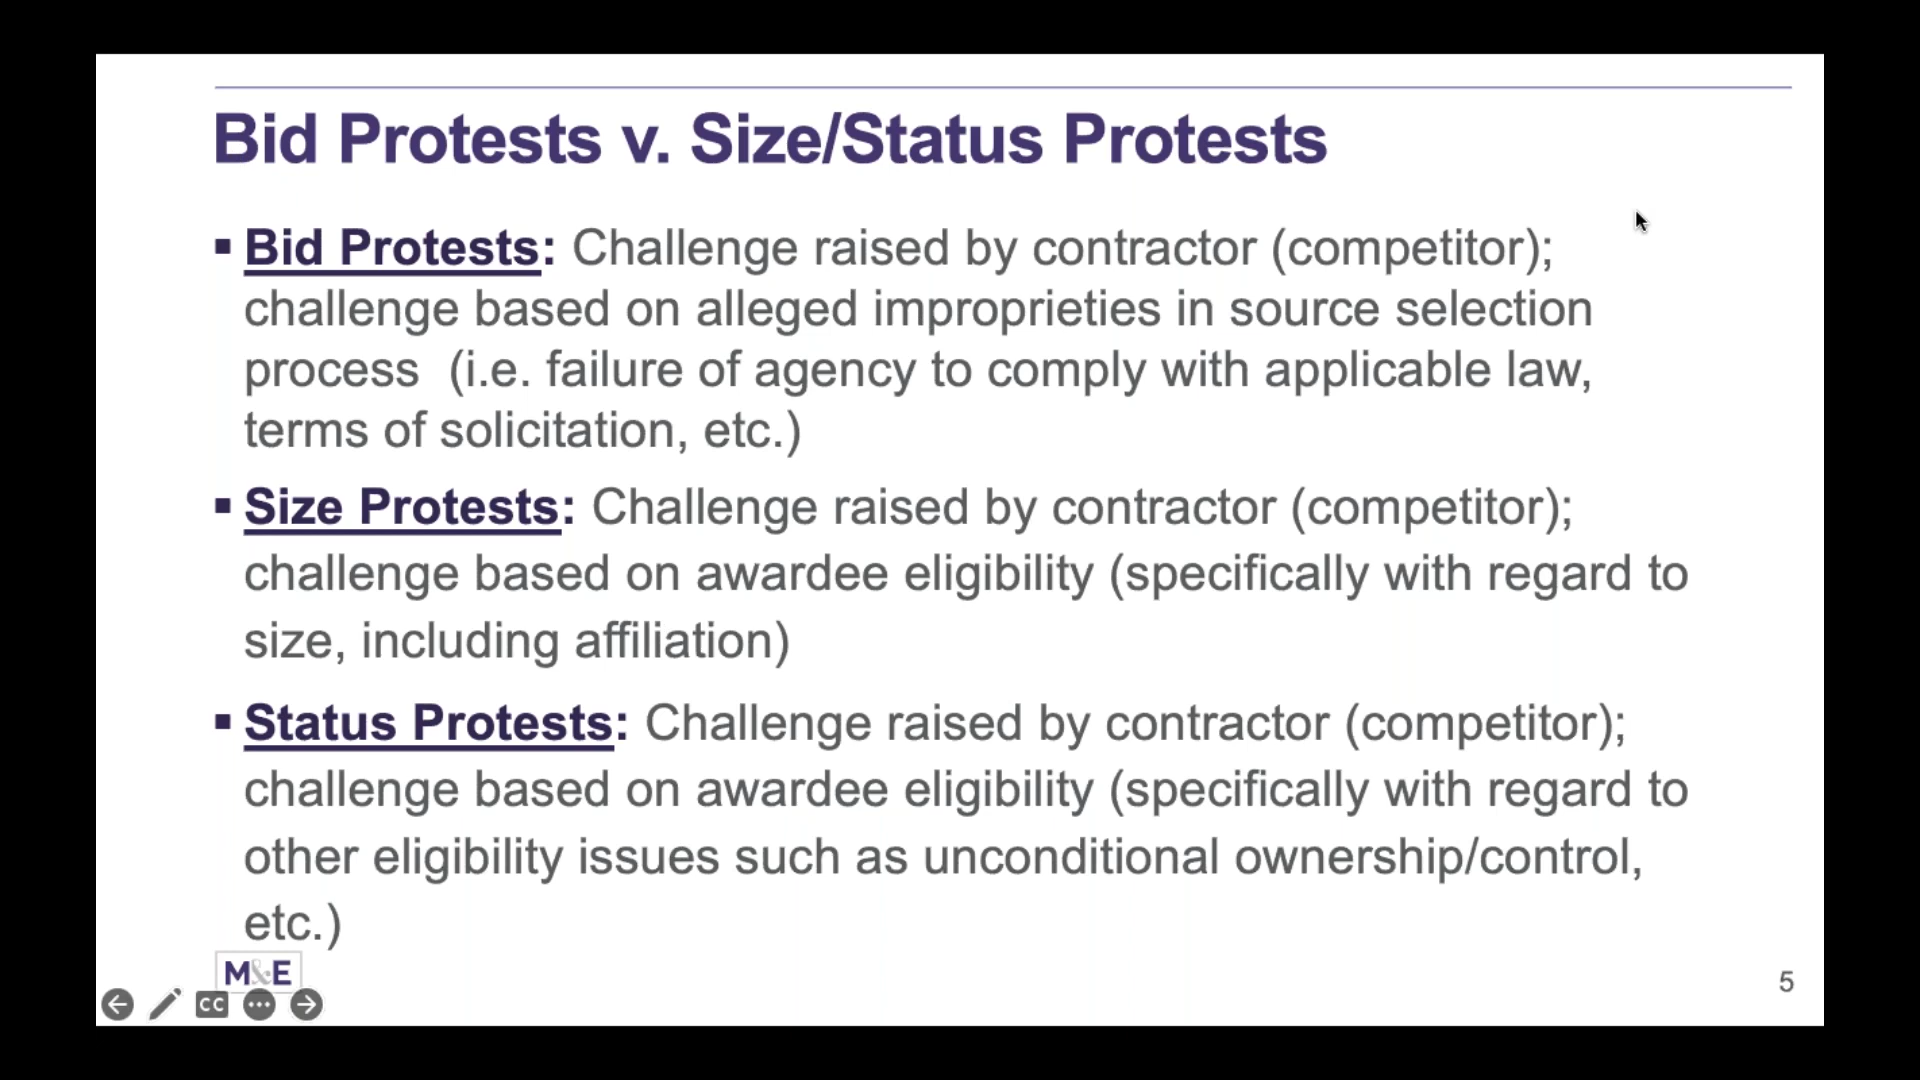 Bid Protests v. Size/Status Protests
▪ Bid Protests: Challenge raised by contractor (competitor);
challenge based on alleged improprieties in source selection
process  (i.e. failure of agency to comply with applicable law,
terms of solicitation, etc.)
▪ Size Protests: Challenge raised by contractor (competitor);
challenge based on awardee eligibility (specifically with regard to
size, including affiliation)
▪ Status Protests: Challenge raised by contractor (competitor);
challenge based on awardee eligibility (specifically with regard to
other eligibility issues such as unconditional ownership/control,
etc.)
M&E
5
CC